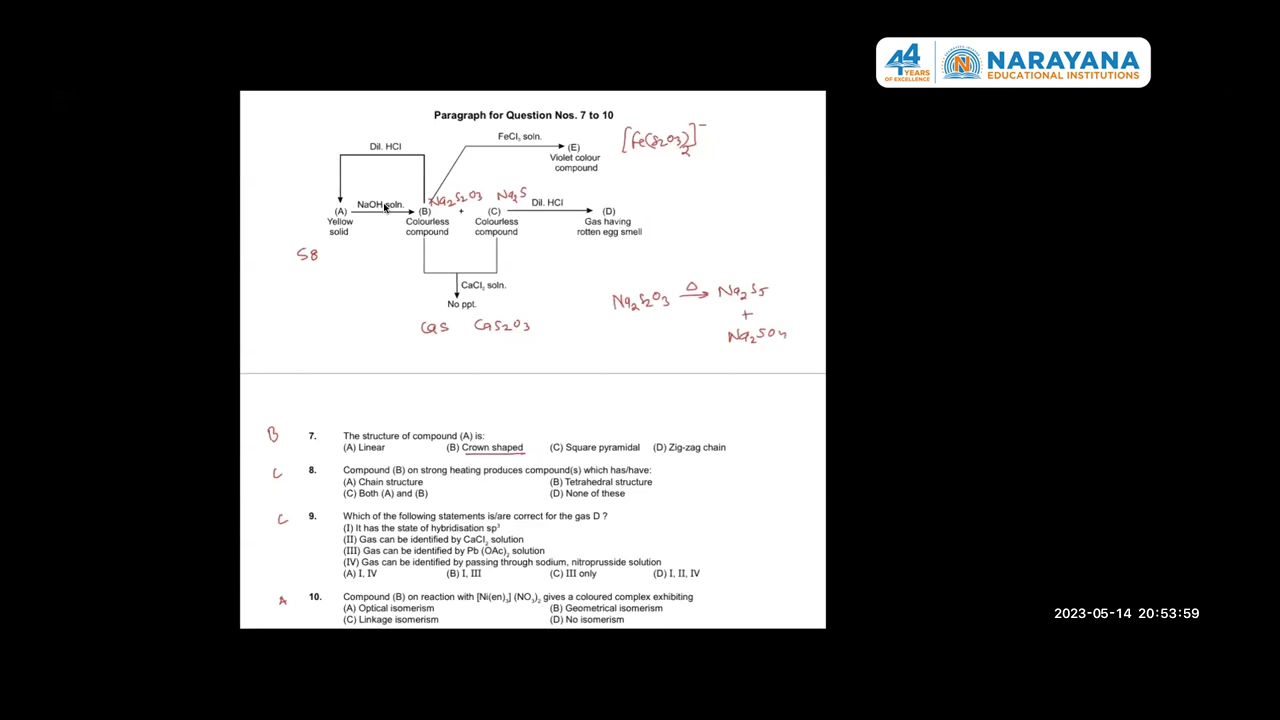 44
YEARS
OF EXCELLENCE
NARAYANA
EDUCATIONAL INSTITUTIONS
Paragraph for Question Nos. 7 to 10
FeCl3 soln.
[Fe(S2O3)2]−
Dil. HCl
(E)
Violet colour
compound
Na2S2O3 Na2S
NaOH soln.
Dil. HCl
(A) (B) + (C) (D)
Yellow solid
Colourless compound
Colourless compound
Gas having rotten egg smell
S8
CaCl2 soln.
No ppt.
CaS CaS2O3
Na2S2O3 Δ→ Na2S5
+
Na2SO4
B 7. The structure of compound (A) is:
(A) Linear (B) Crown shaped (C) Square pyramidal (D) Zig-zag chain
C 8. Compound (B) on strong heating produces compound(s) which has/have:
(A) Chain structure (B) Tetrahedral structure
(C) Both (A) and (B) (D) None of these
C 9. Which of the following statements is/are correct for the gas D ?
(I) It has the state of hybridisation sp3
(II) Gas can be identified by CaCl2 solution
(III) Gas can be identified by Pb (OAc)2 solution
(IV) Gas can be identified by passing through sodium, nitroprusside solution
(A) I, IV (B) I, III (C) III only (D) I, II, IV
A 10. Compound (B) on reaction with [Ni(en)3] (NO3)2 gives a coloured complex exhibiting
(A) Optical isomerism (B) Geometrical isomerism
(C) Linkage isomerism (D) No isomerism
2023-05-14 20:53:59